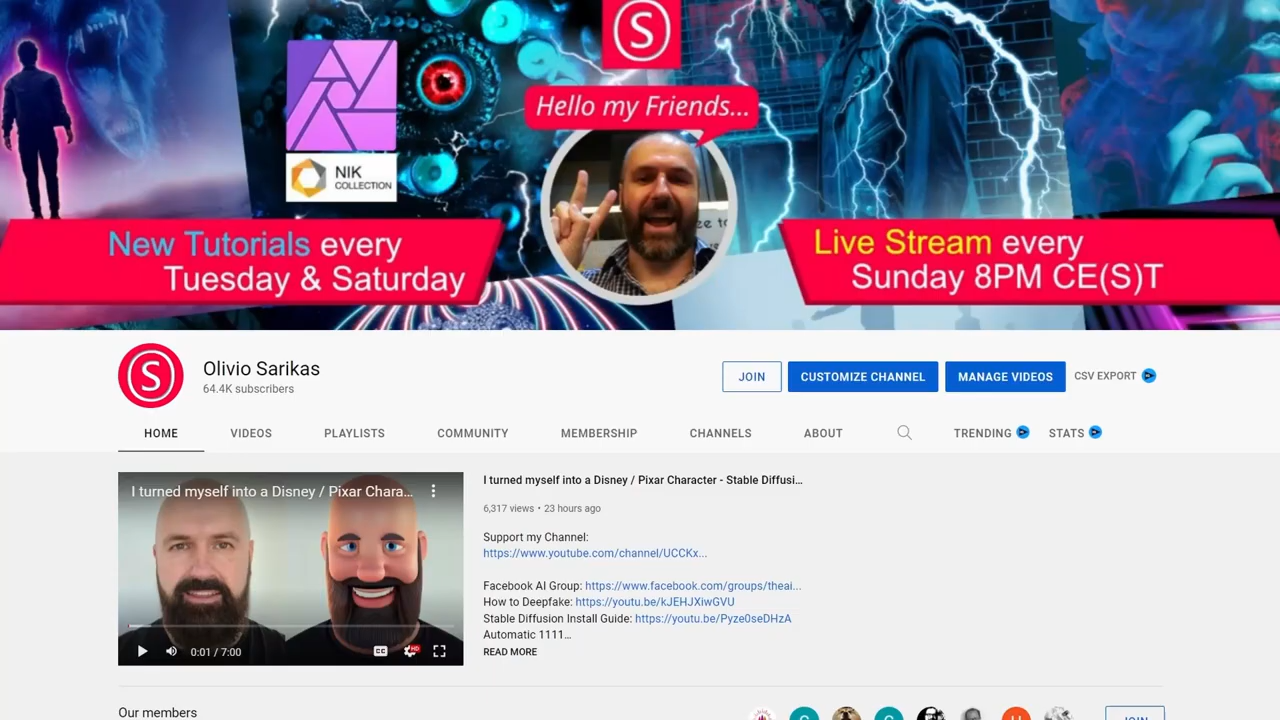 S
Hello my Friends...
NIK
COLLECTION
New Tutorials every
Tuesday & Saturday
Live Stream every
Sunday 8PM CE(S)T
S
Olivio Sarikas
64.4K subscribers
JOIN
CUSTOMIZE CHANNEL
MANAGE VIDEOS
CSV EXPORT
HOME
VIDEOS
PLAYLISTS
COMMUNITY
MEMBERSHIP
CHANNELS
ABOUT
TRENDING
STATS
I turned myself into a Disney / Pixar Chara...
CC
HD
0:01 / 7:00
I turned myself into a Disney / Pixar Character - Stable Diffusi...
6,317 views • 23 hours ago
Support my Channel:
https://www.youtube.com/channel/UCCKx...
Facebook AI Group: https://www.facebook.com/groups/theai...
How to Deepfake: https://youtu.be/kJEHJXiwGVU
Stable Diffusion Install Guide: https://youtu.be/Pyze0seDHzA
Automatic 1111...
READ MORE
Our members
JOIN